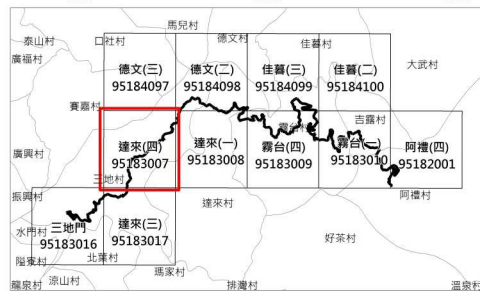 馬兒村
泰山村
口社村
德文村
佳暮村
廣福村
德文(三)
95184097
德文(二)
95184098
佳暮(三)
95184099
佳暮(二)
95184100
大武村
賽嘉村
吉露村
達來(四)
95183007
達來(一)
95183008
霧台村
霧台(四)
95183009
霧台(一)
95183010
阿禮(四)
95182001
廣興村
三地村
振興村
達來村
阿禮村
三地門
95183016
達來(三)
95183017
水門村
好茶村
隘寮村
北葉村
龍泉村
涼山村
瑪家村
排灣村
溫泉村